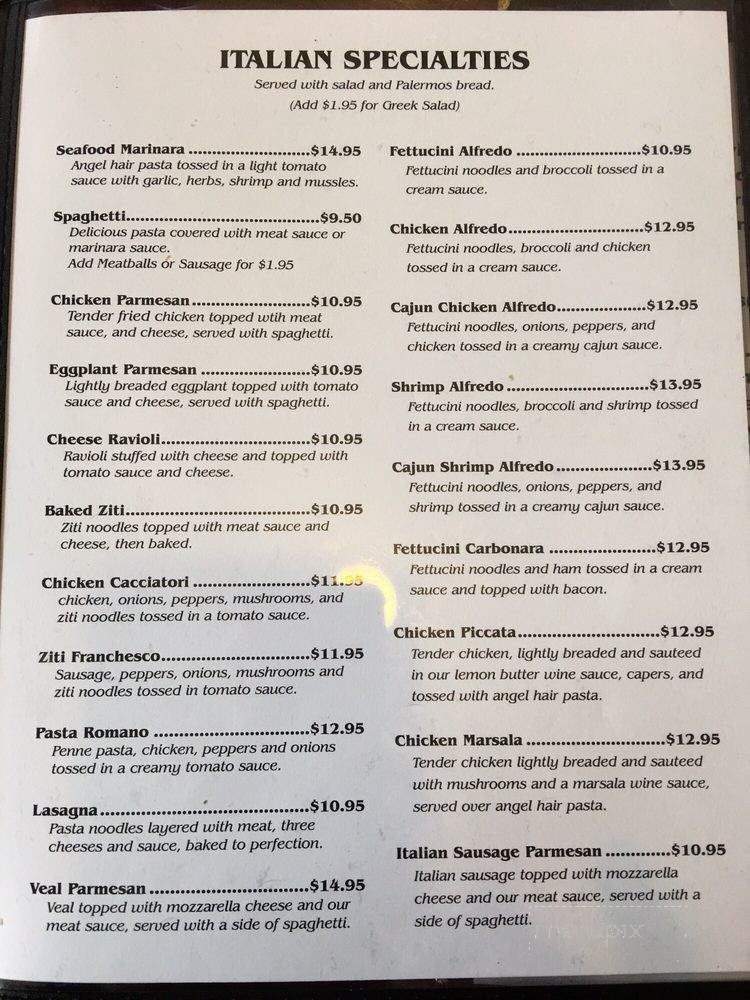 ITALIAN SPECIALTIES
Served with salad and Palermos bread.
(Add $1.95 for Greek Salad)
Seafood Marinara ..............................$14.95
Angel hair pasta tossed in a light tomato
sauce with garlic, herbs, shrimp and mussles.
Spaghetti................................................$9.50
Delicious pasta covered with meat sauce or
marinara sauce.
Add Meatballs or Sausage for $1.95
Chicken Parmesan.............................$10.95
Tender fried chicken topped wtih meat
sauce, and cheese, served with spaghetti.
Eggplant Parmesan ...........................$10.95
Lightly breaded eggplant topped with tomato
sauce and cheese, served with spaghetti.
Cheese Ravioli.....................................$10.95
Ravioli stuffed with cheese and topped with
tomato sauce and cheese.
Baked Ziti..............................................$10.95
Ziti noodles topped with meat sauce and
cheese, then baked.
Chicken Cacciatori .............................$11.95
chicken, onions, peppers, mushrooms, and
ziti noodles tossed in a tomato sauce.
Ziti Franchesco.....................................$11.95
Sausage, peppers, onions, mushrooms and
ziti noodles tossed in tomato sauce.
Pasta Romano ......................................$12.95
Penne pasta, chicken, peppers and onions
tossed in a creamy tomato sauce.
Lasagna...................................................$10.95
Pasta noodles layered with meat, three
cheeses and sauce, baked to perfection.
Veal Parmesan.......................................$14.95
Veal topped with mozzarella cheese and our
meat sauce, served with a side of spaghetti.
Fettucini Alfredo ...............................$10.95
Fettucini noodles and broccoli tossed in a
cream sauce.
Chicken Alfredo.................................$12.95
Fettucini noodles, broccoli and chicken
tossed in a cream sauce.
Cajun Chicken Alfredo......................$12.95
Fettucini noodles, onions, peppers, and
chicken tossed in a creamy cajun sauce.
Shrimp Alfredo...................................$13.95
Fettucini noodles, broccoli and shrimp tossed
in a cream sauce.
Cajun Shrimp Alfredo.......................$13.95
Fettucini noodles, onions, peppers, and
shrimp tossed in a creamy cajun sauce.
Fettucini Carbonara ..........................$12.95
Fettucini noodles and ham tossed in a cream
sauce and topped with bacon.
Chicken Piccata...................................$12.95
Tender chicken, lightly breaded and sauteed
in our lemon butter wine sauce, capers, and
tossed with angel hair pasta.
Chicken Marsala ..................................$12.95
Tender chicken lightly breaded and sauteed
with mushrooms and a marsala wine sauce,
served over angel hair pasta.
Italian Sausage Parmesan ................$10.95
Italian sausage topped with mozzarella
cheese and our meat sauce, served with a
side of spaghetti.